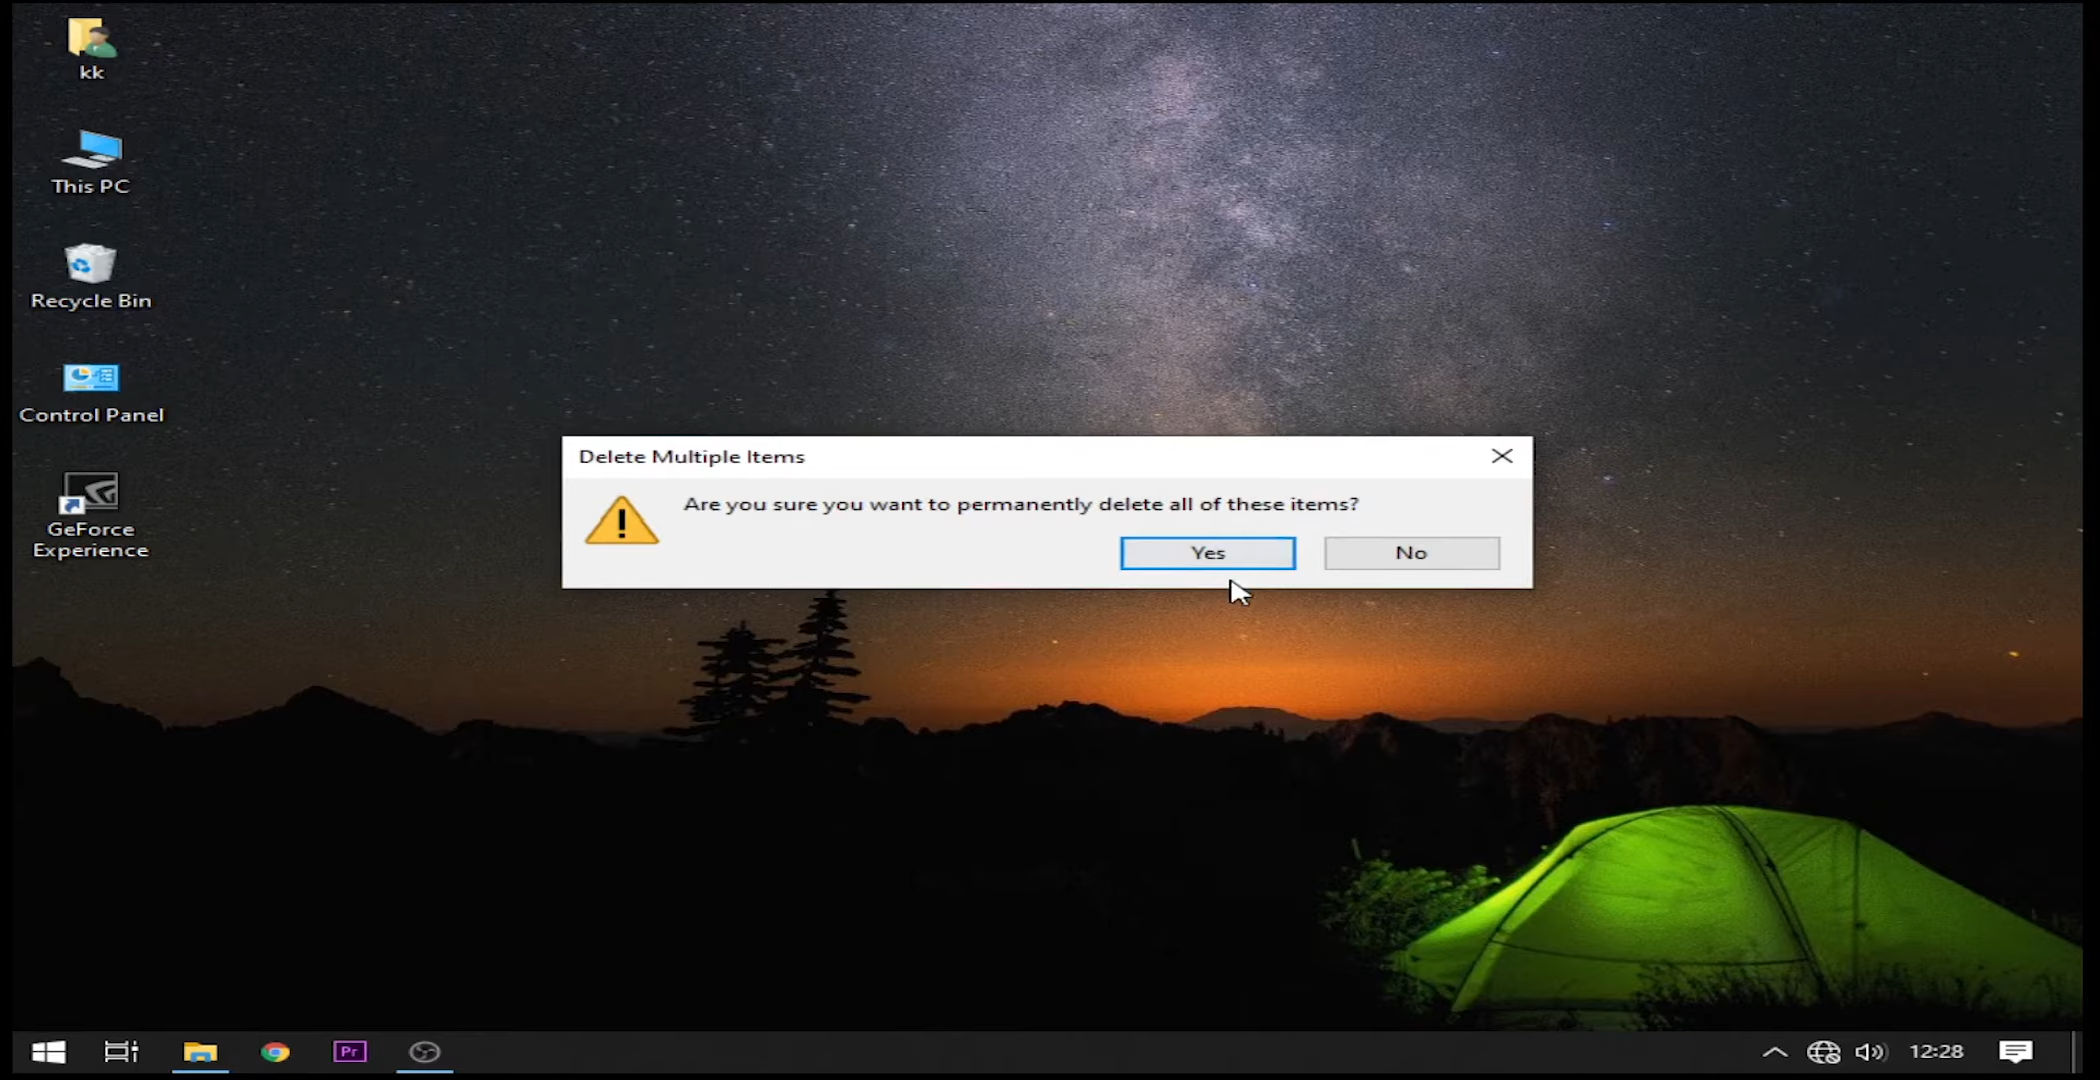 kk
This PC
Recycle Bin
Control Panel
GeForce
Experience
Delete Multiple Items
Are you sure you want to permanently delete all of these items?
Yes No
Pr
12:28